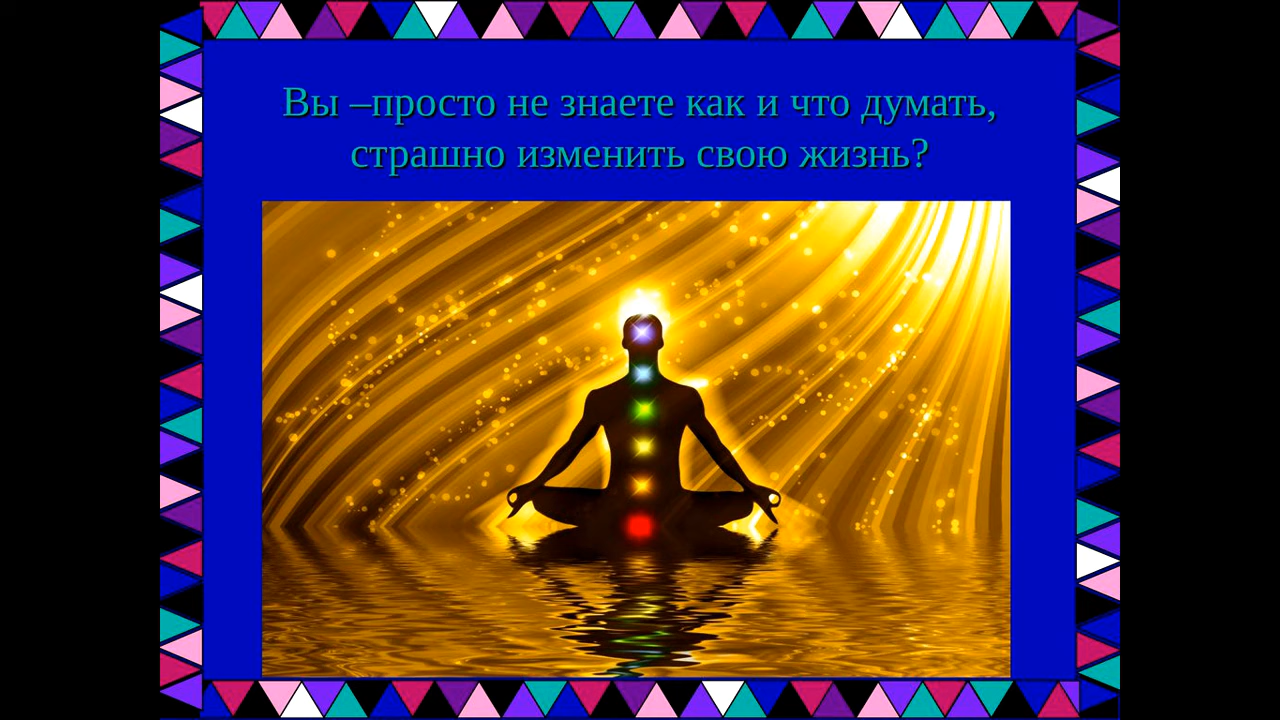 Вы –просто не знаете как и что думать,
страшно изменить свою жизнь?